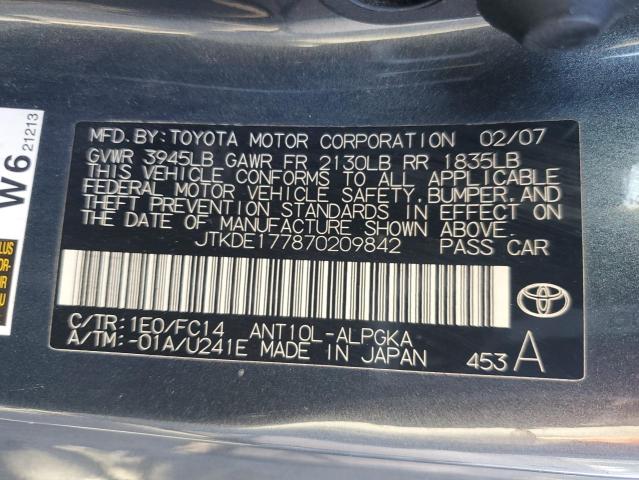 MFD. BY: TOYOTA MOTOR CORPORATION 02/07
GVWR 3945LB GAWR FR 2130LB RR 1835LB
THIS VEHICLE CONFORMS TO ALL APPLICABLE
FEDERAL MOTOR VEHICLE SAFETY, BUMPER, AND
THEFT PREVENTION STANDARDS IN EFFECT ON
THE DATE OF MANUFACTURE SHOWN ABOVE.
JTKDE177870209842 PASS CAR
C/TR: 1E0/FC14 ANT10L-ALPGKA
A/TM: -01A/U241E MADE IN JAPAN 453 A
W6
21213